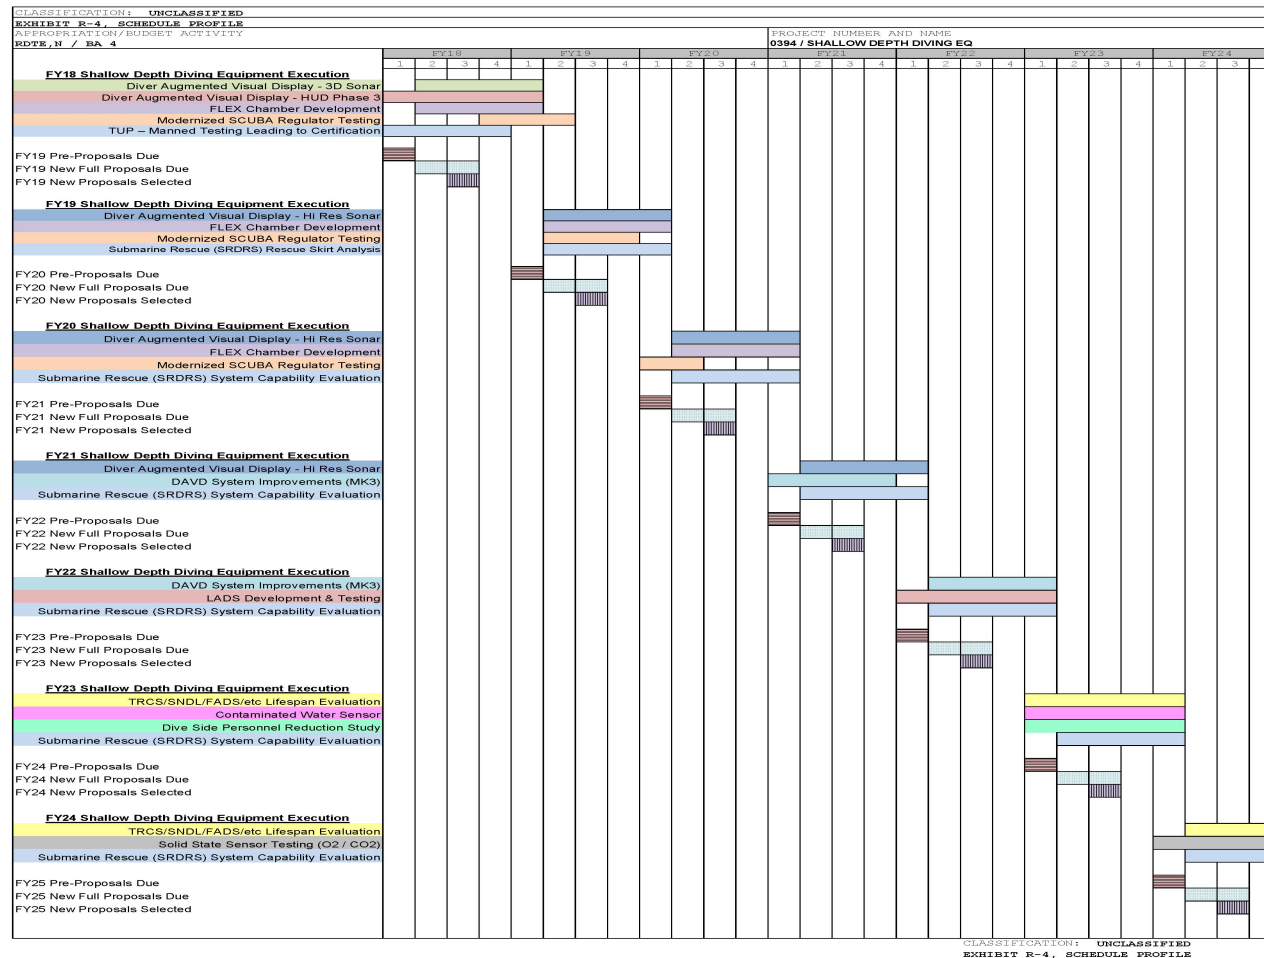 CLASSIFICATION: UNCLASSIFIED
EXHIBIT R-4, SCHEDULE PROFILE
APPROPRIATION/BUDGET ACTIVITY PROJECT NUMBER AND NAME
RDTE,N / BA 4 0394 / SHALLOW DEPTH DIVING EQ
FY18 FY19 FY20 FY21 FY22 FY23 FY24
1 2 3 4 1 2 3 4 1 2 3 4 1 2 3 4 1 2 3 4 1 2 3 4 1 2 3
FY18 Shallow Depth Diving Equipment Execution
Diver Augmented Visual Display - 3D Sonar
Diver Augmented Visual Display - HUD Phase 3
FLEX Chamber Development
Modernized SCUBA Regulator Testing
TUP – Manned Testing Leading to Certification
FY19 Pre-Proposals Due
FY19 New Full Proposals Due
FY19 New Proposals Selected
FY19 Shallow Depth Diving Equipment Execution
Diver Augmented Visual Display - Hi Res Sonar
FLEX Chamber Development
Modernized SCUBA Regulator Testing
Submarine Rescue (SRDRS) Rescue Skirt Analysis
FY20 Pre-Proposals Due
FY20 New Full Proposals Due
FY20 New Proposals Selected
FY20 Shallow Depth Diving Equipment Execution
Diver Augmented Visual Display - Hi Res Sonar
FLEX Chamber Development
Modernized SCUBA Regulator Testing
Submarine Rescue (SRDRS) System Capability Evaluation
FY21 Pre-Proposals Due
FY21 New Full Proposals Due
FY21 New Proposals Selected
FY21 Shallow Depth Diving Equipment Execution
Diver Augmented Visual Display - Hi Res Sonar
DAVD System Improvements (MK3)
Submarine Rescue (SRDRS) System Capability Evaluation
FY22 Pre-Proposals Due
FY22 New Full Proposals Due
FY22 New Proposals Selected
FY22 Shallow Depth Diving Equipment Execution
DAVD System Improvements (MK3)
LADS Development & Testing
Submarine Rescue (SRDRS) System Capability Evaluation
FY23 Pre-Proposals Due
FY23 New Full Proposals Due
FY23 New Proposals Selected
FY23 Shallow Depth Diving Equipment Execution
TRCS/SNDL/FADS/etc Lifespan Evaluation
Contaminated Water Sensor
Dive Side Personnel Reduction Study
Submarine Rescue (SRDRS) System Capability Evaluation
FY24 Pre-Proposals Due
FY24 New Full Proposals Due
FY24 New Proposals Selected
FY24 Shallow Depth Diving Equipment Execution
TRCS/SNDL/FADS/etc Lifespan Evaluation
Solid State Sensor Testing (O2 / CO2)
Submarine Rescue (SRDRS) System Capability Evaluation
FY25 Pre-Proposals Due
FY25 New Full Proposals Due
FY25 New Proposals Selected
CLASSIFICATION: UNCLASSIFIED
EXHIBIT R-4, SCHEDULE PROFILE